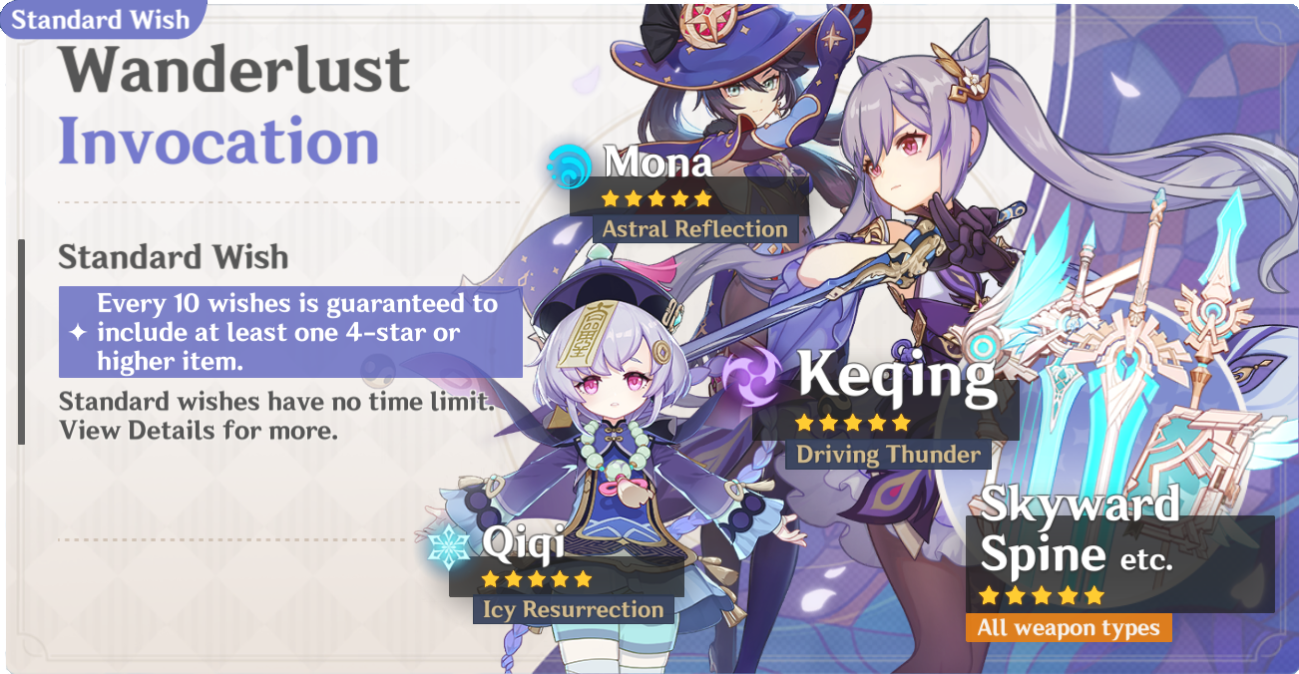 Standard Wish
Wanderlust
Invocation
Standard Wish
Every 10 wishes is guaranteed to
include at least one 4-star or
higher item.
Standard wishes have no time limit.
View Details for more.
Mona
Astral Reflection
Keqing
Driving Thunder
Qiqi
Icy Resurrection
Skyward
Spine etc.
All weapon types